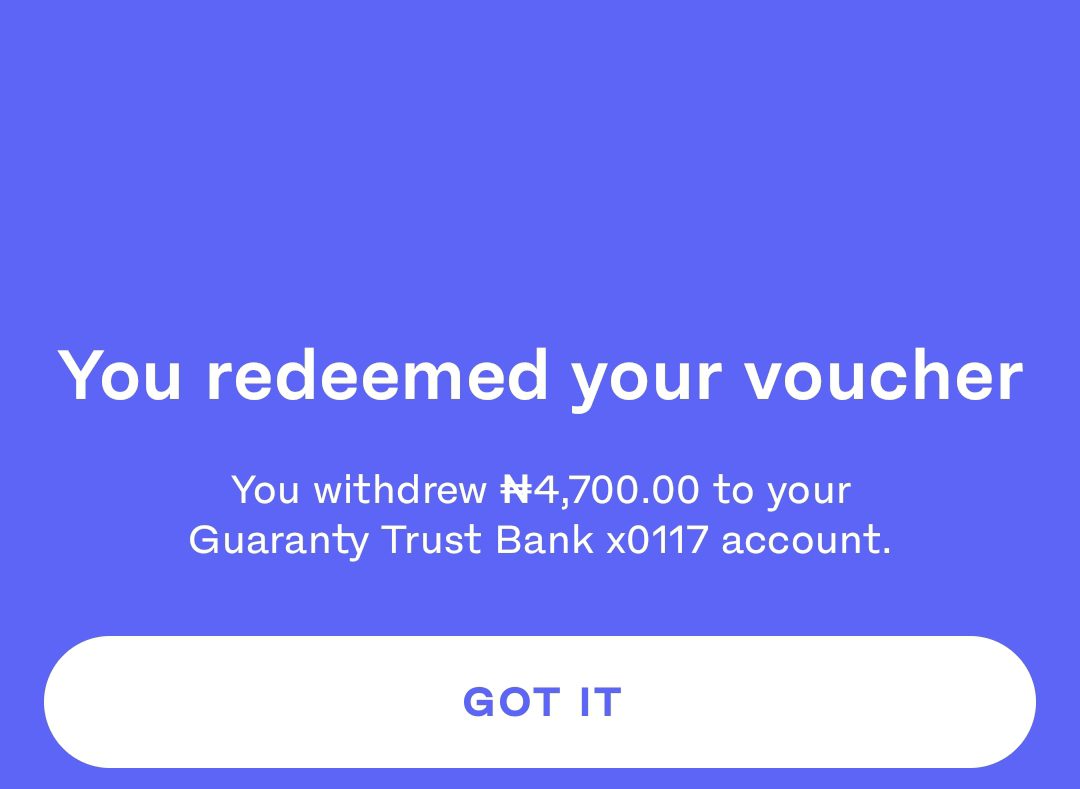 You redeemed your voucher
You withdrew ₦4,700.00 to your
Guaranty Trust Bank x0117 account.
GOT IT